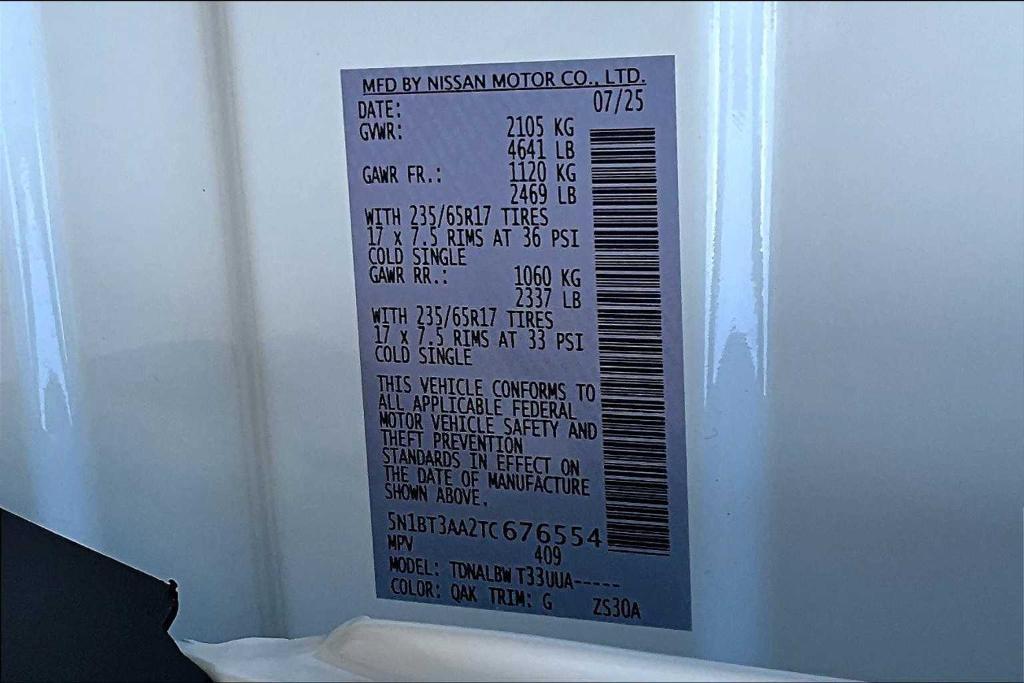 MFD BY NISSAN MOTOR CO., LTD.
DATE: 07/25
GVWR: 2105 KG
4641 LB
GAWR FR.: 1120 KG
2469 LB
WITH 235/65R17 TIRES
17 x 7.5 RIMS AT 36 PSI
COLD SINGLE
GAWR RR.: 1060 KG
2337 LB
WITH 235/65R17 TIRES
17 x 7.5 RIMS AT 33 PSI
COLD SINGLE
THIS VEHICLE CONFORMS TO
ALL APPLICABLE FEDERAL
MOTOR VEHICLE SAFETY AND
THEFT PREVENTION
STANDARDS IN EFFECT ON
THE DATE OF MANUFACTURE
SHOWN ABOVE.
5N1BT3AA2TC676554
MPV 409
MODEL: TDNALBW T33UUA-----
COLOR: QAK TRIM: G ZS30A